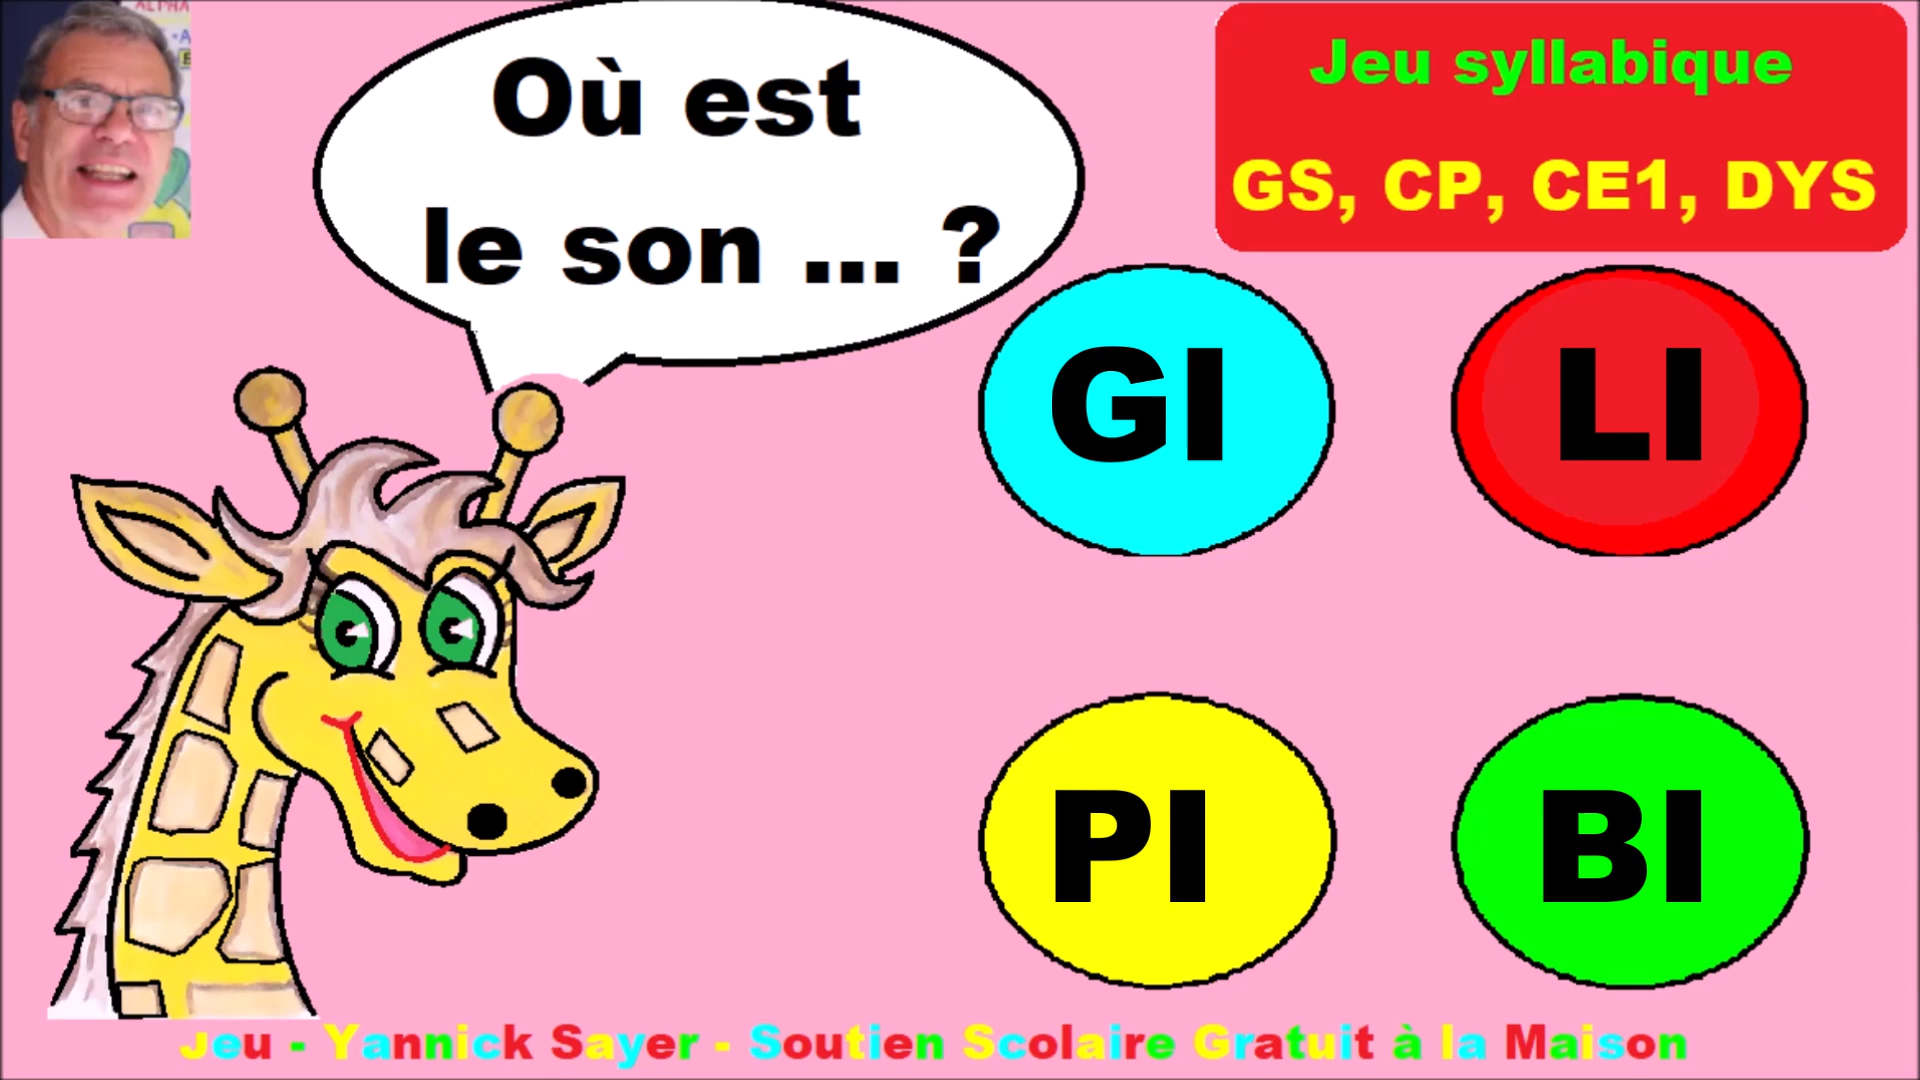 ALPHA
Où est
le son ... ?
Jeu syllabique
GS, CP, CE1, DYS
GI
LI
PI
BI
Jeu - Yannick Sayer - Soutien Scolaire Gratuit à la Maison